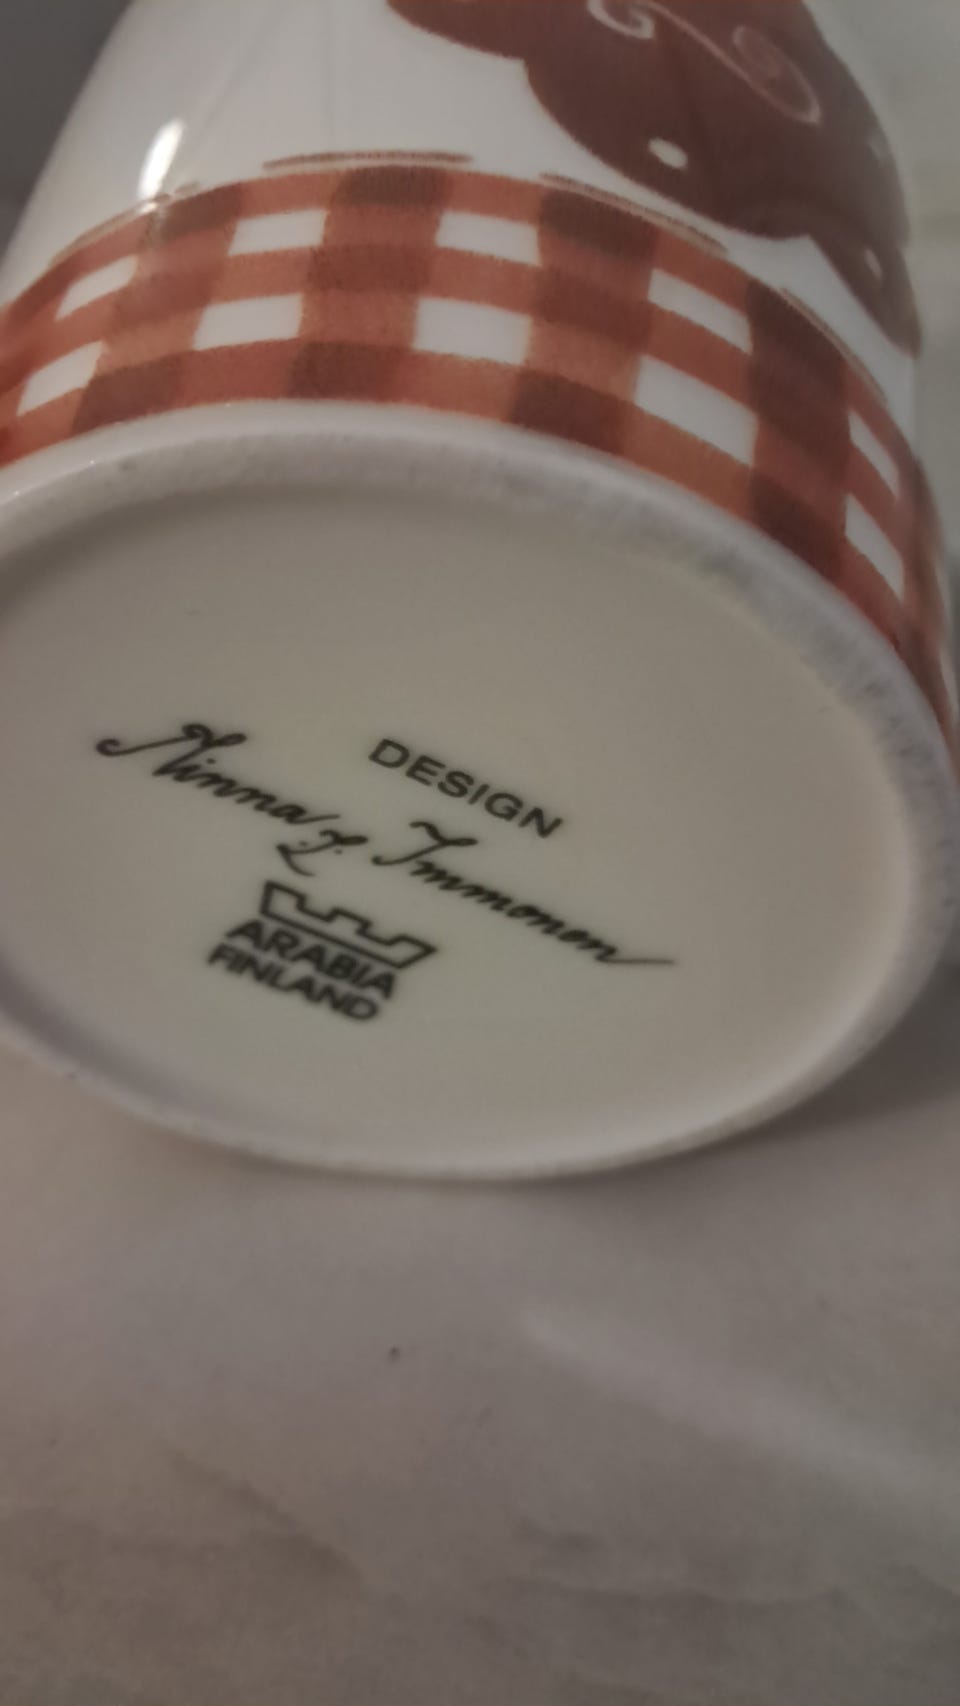 DESIGN
Minna L. Immonen
ARABIA
FINLAND